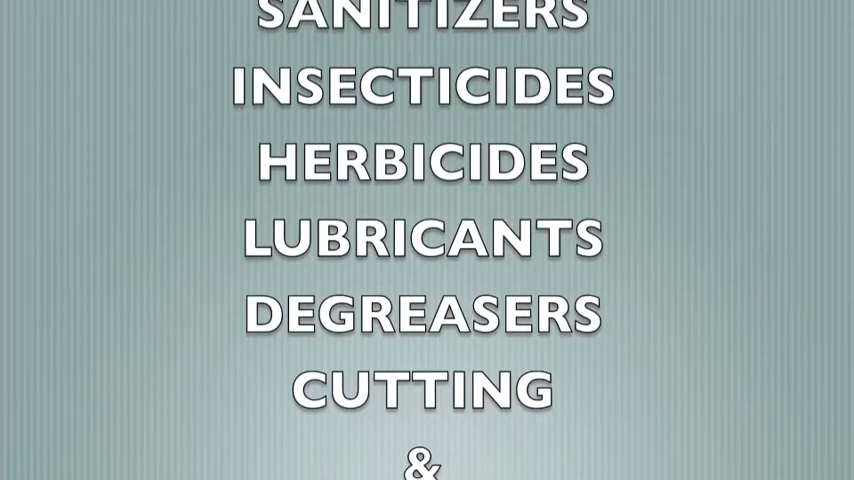 SANITIZERS
INSECTICIDES
HERBICIDES
LUBRICANTS
DEGREASERS
CUTTING
&